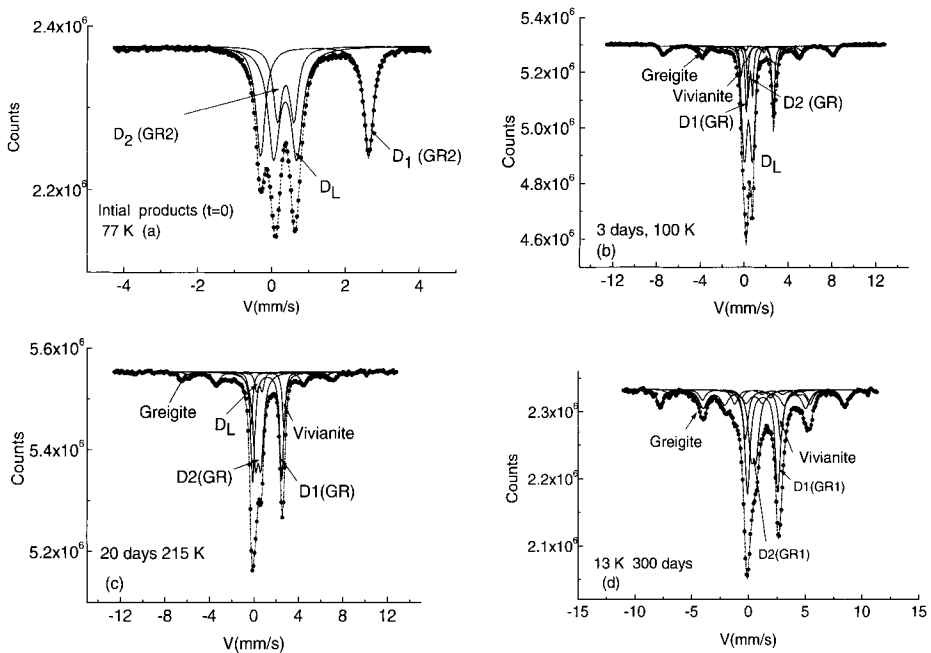 2.4x10⁶
2.2x10⁶
Counts
D₂ (GR2)
D_L
D₁ (GR2)
Intial products (t=0)
77 K (a)
-4 -2 0 2 4
V(mm/s)
5.4x10⁶
5.2x10⁶
5.0x10⁶
4.8x10⁶
4.6x10⁶
Counts
Greigite
Vivianite
D2 (GR)
D1(GR)
D_L
3 days, 100 K
(b)
-12 -8 -4 0 4 8 12
V(mm/s)
5.6x10⁶
5.4x10⁶
5.2x10⁶
Counts
Greigite
D_L
Vivianite
D2(GR)
D1(GR)
20 days 215 K
(c)
-12 -8 -4 0 4 8 12
V(mm/s)
2.3x10⁶
2.2x10⁶
2.1x10⁶
Counts
Greigite
Vivianite
D1(GR1)
D2(GR1)
13 K 300 days
(d)
-15 -10 -5 0 5 10 15
V(mm/s)